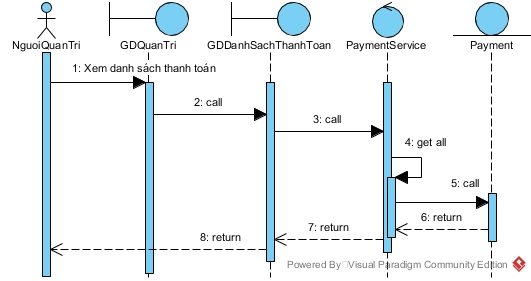 NguoiQuanTri
GDQuanTri
GDDanhSachThanhToan
PaymentService
Payment
1: Xem danh sách thanh toán
2: call
3: call
4: get all
5: call
6: return
7: return
8: return
Powered By Visual Paradigm Community Edition